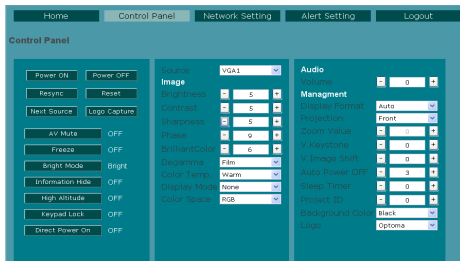 Home Control Panel Network Setting Alert Setting Logout
Control Panel
Power ON Power OFF
Resync Reset
Next Source Logo Capture
AV Mute OFF
Freeze OFF
Bright Mode Bright
Information Hide OFF
High Altitude OFF
Keypad Lock OFF
Direct Power On OFF
Source VGA1
Image
Brightness - 5 +
Contrast - 5 +
Sharpness - 5 +
Phase - 9 +
BrilliantColor - 6 +
Degamma Film
Color Temp. Warm
Display Mode None
Color Space RGB
Audio
Volume - 0 +
Managment
Display Format Auto
Projection Front
Zoom Value - 0 +
V.Keystone - 0 +
V.Image Shift - 0 +
Auto Power OFF - 3 +
Sleep Timer - 0 +
Project ID - 0 +
Background Color Black
Logo Optoma